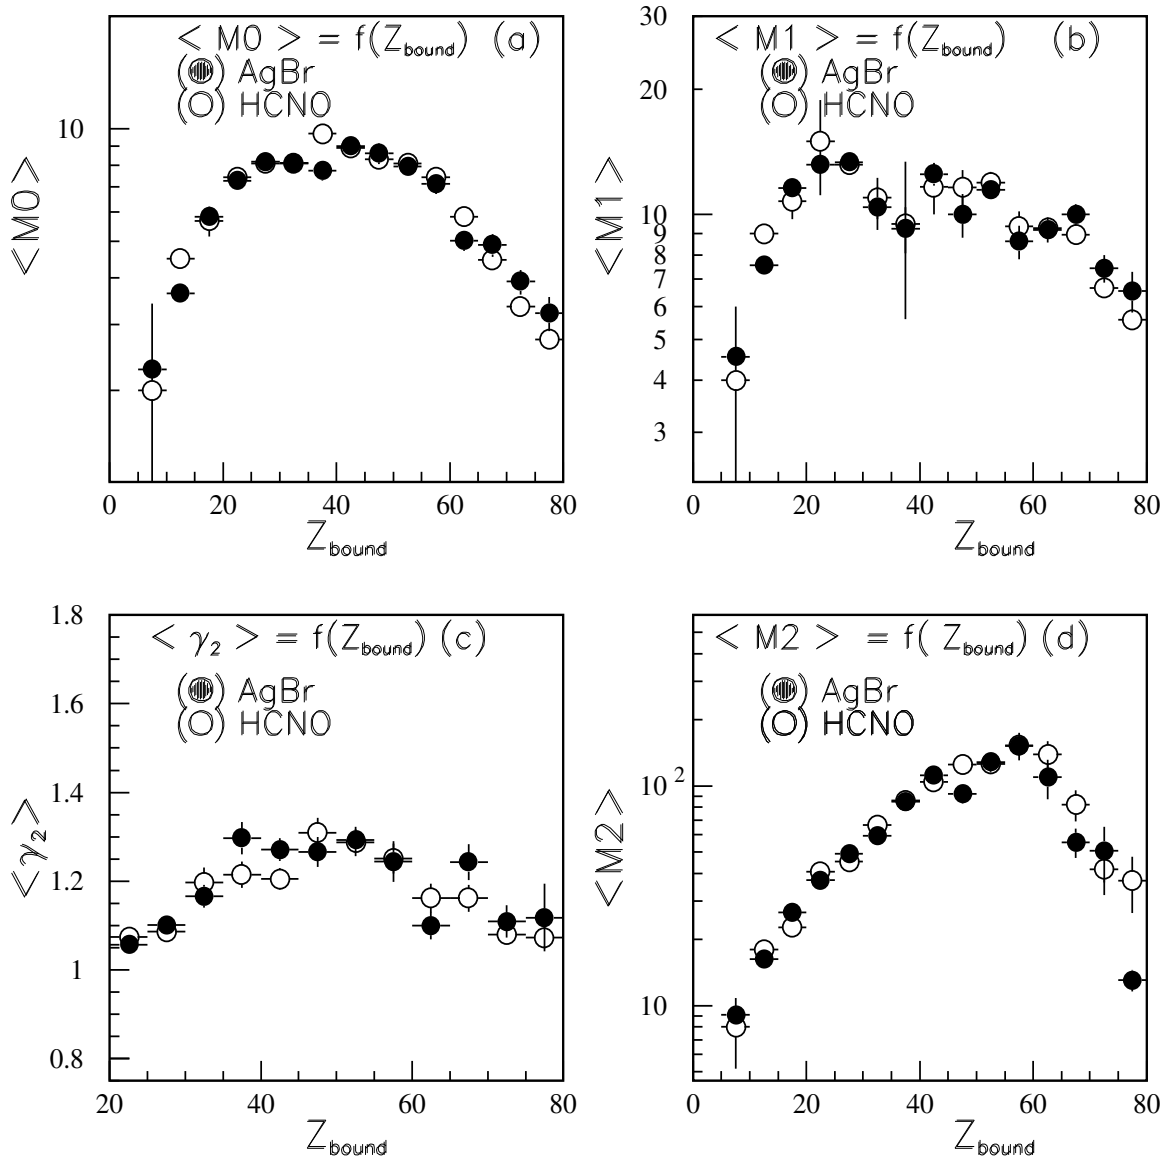 < M0 > = f(Z_bound) (a)
(●) AgBr
(○) HCNO
10
< M0 >
0 20 40 60 80
Z_bound
< M1 > = f(Z_bound) (b)
(●) AgBr
(○) HCNO
30
20
10
9
8
7
6
5
4
3
< M1 >
0 20 40 60 80
Z_bound
< γ_2 > = f(Z_bound) (c)
(●) AgBr
(○) HCNO
1.8
1.6
1.4
1.2
1
0.8
< γ_2 >
20 40 60 80
Z_bound
< M2 > = f(Z_bound) (d)
(●) AgBr
(○) HCNO
10^2
10
< M2 >
0 20 40 60 80
Z_bound